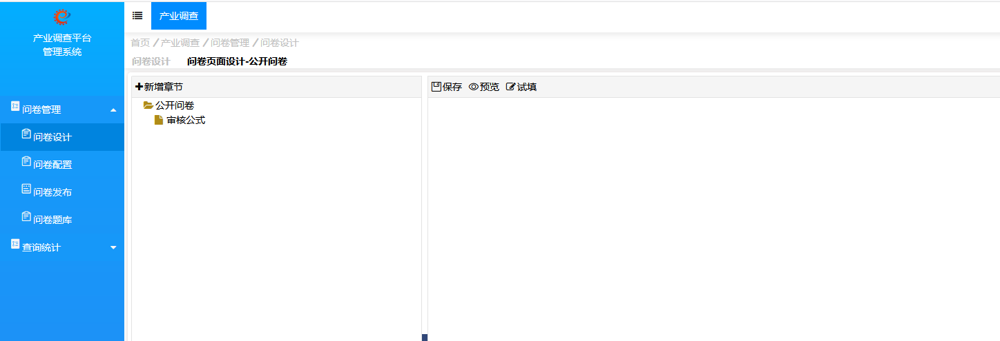 产业调查平台
管理系统
问卷管理
问卷设计
问卷配置
问卷发布
问卷题库
查询统计
产业调查
首页 / 产业调查 / 问卷管理 / 问卷设计
问卷设计 问卷页面设计-公开问卷
新增章节
公开问卷
审核公式
保存 预览 试填